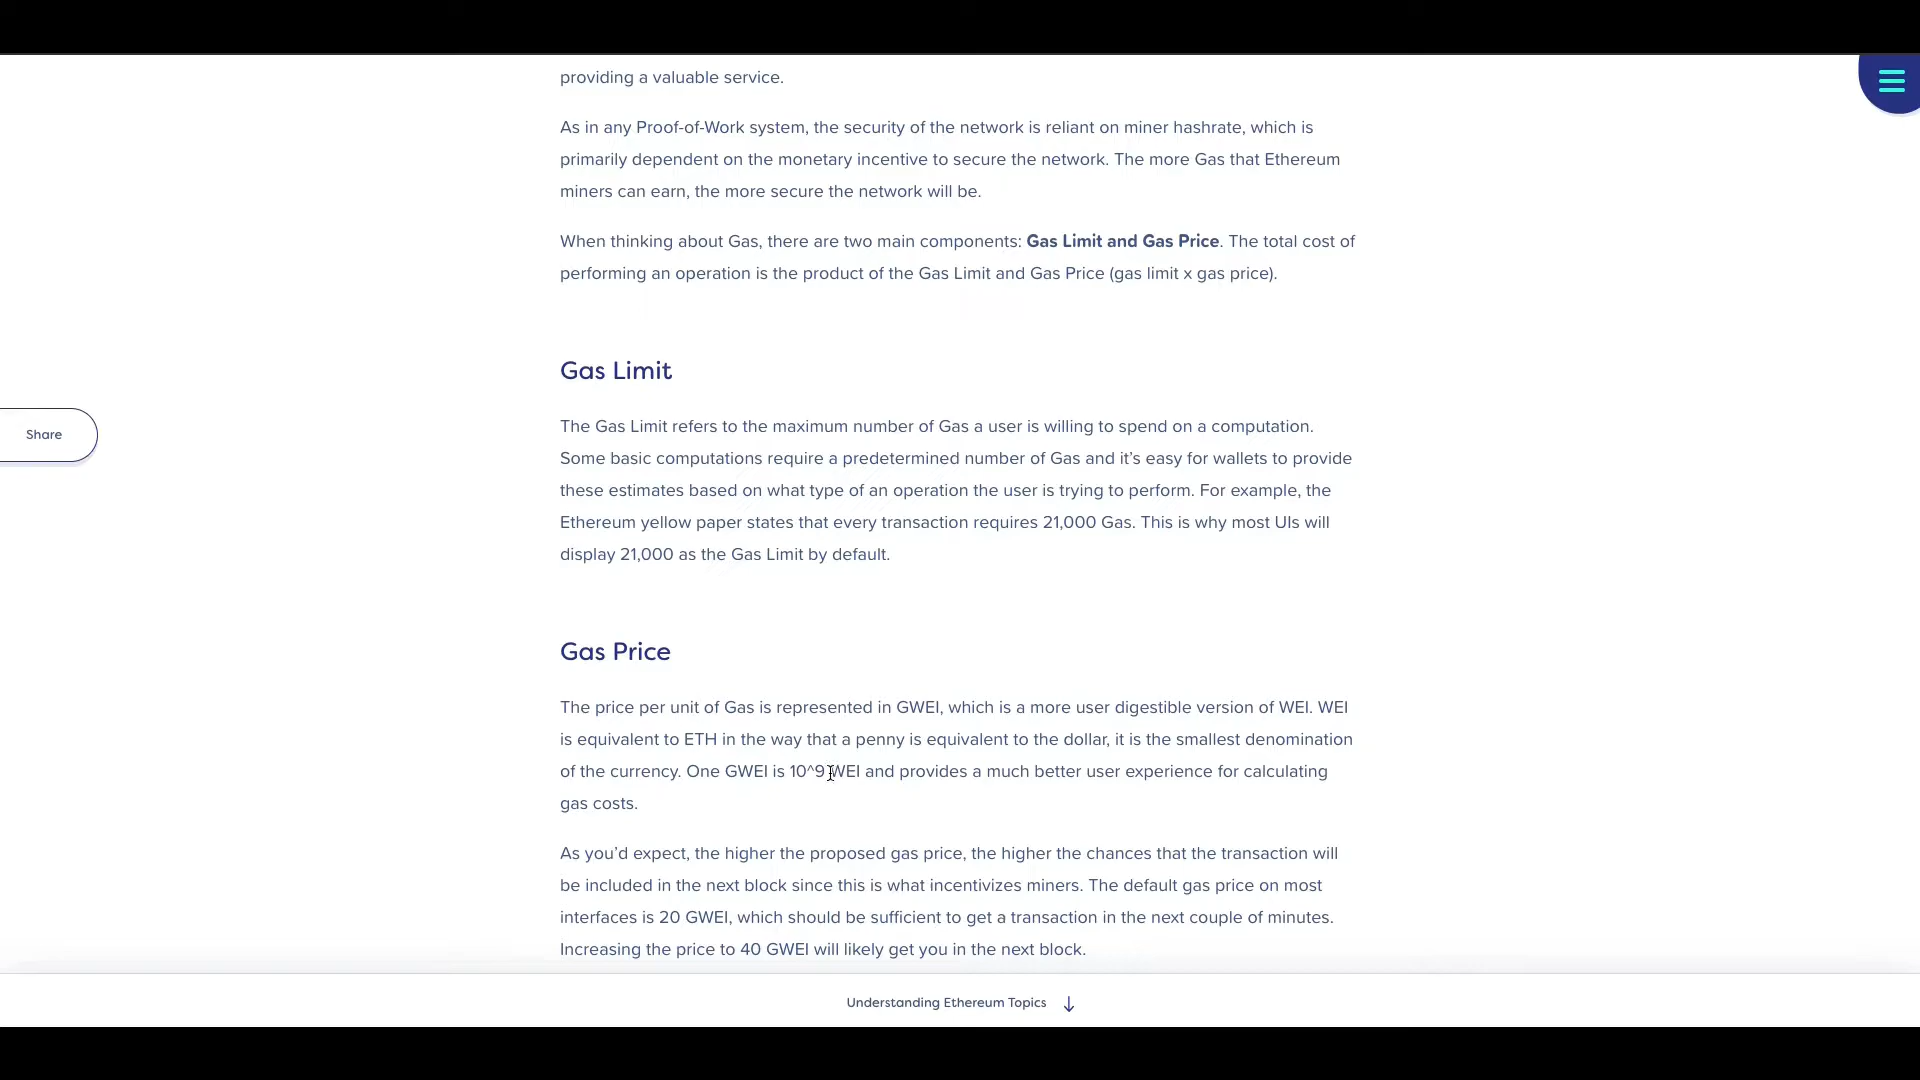 providing a valuable service.
As in any Proof-of-Work system, the security of the network is reliant on miner hashrate, which is
primarily dependent on the monetary incentive to secure the network. The more Gas that Ethereum
miners can earn, the more secure the network will be.
When thinking about Gas, there are two main components: Gas Limit and Gas Price. The total cost of
performing an operation is the product of the Gas Limit and Gas Price (gas limit x gas price).
Gas Limit
The Gas Limit refers to the maximum number of Gas a user is willing to spend on a computation.
Some basic computations require a predetermined number of Gas and it’s easy for wallets to provide
these estimates based on what type of an operation the user is trying to perform. For example, the
Ethereum yellow paper states that every transaction requires 21,000 Gas. This is why most UIs will
display 21,000 as the Gas Limit by default.
Share
Gas Price
The price per unit of Gas is represented in GWEI, which is a more user digestible version of WEI. WEI
is equivalent to ETH in the way that a penny is equivalent to the dollar, it is the smallest denomination
of the currency. One GWEI is 10^9 WEI and provides a much better user experience for calculating
gas costs.
As you’d expect, the higher the proposed gas price, the higher the chances that the transaction will
be included in the next block since this is what incentivizes miners. The default gas price on most
interfaces is 20 GWEI, which should be sufficient to get a transaction in the next couple of minutes.
Increasing the price to 40 GWEI will likely get you in the next block.
Understanding Ethereum Topics